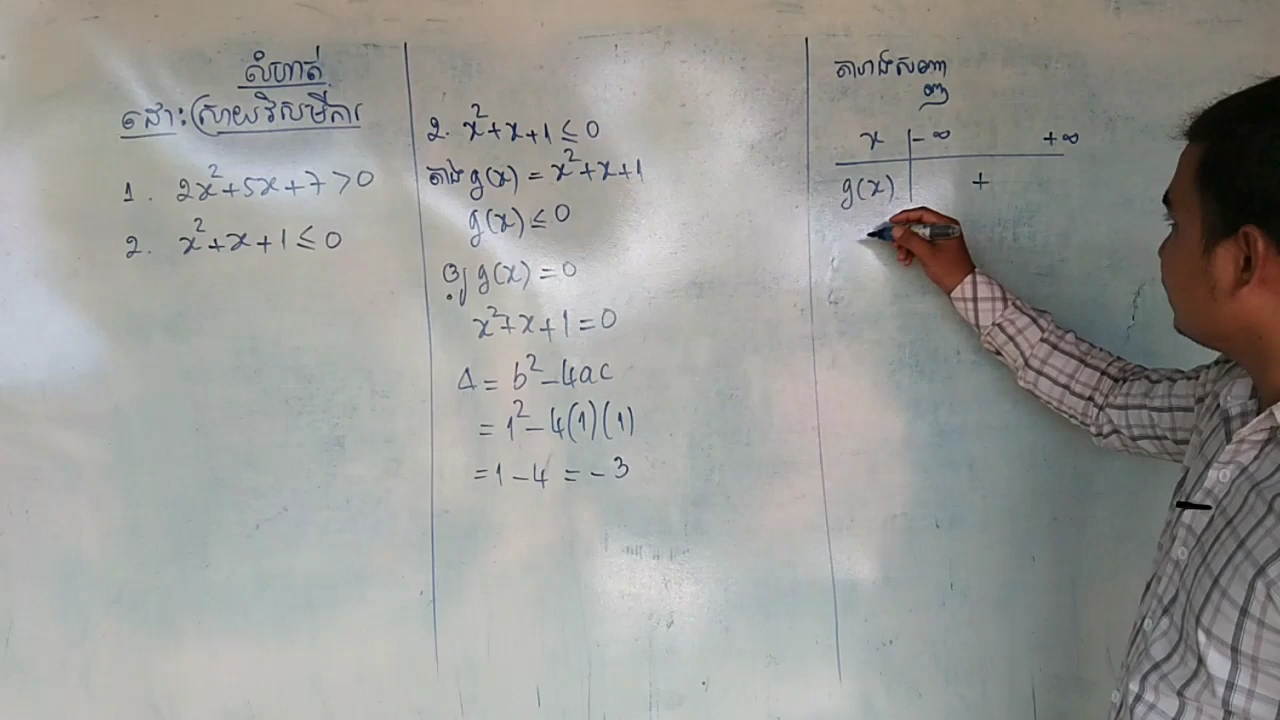 លំហាត់
ដោះស្រាយវិសមីការ
1. 2x²+5x+7>0
2. x²+x+1≤0
2. x²+x+1≤0
តាង g(x) = x²+x+1
g(x) ≤ 0
បើ g(x) = 0
x²+x+1=0
Δ = b²-4ac
= 1²-4(1)(1)
= 1-4 = -3
តារាងសញ្ញា
x -∞ +∞
g(x) +